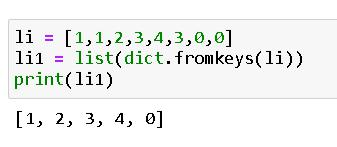 li = [1,1,2,3,4,3,0,0]
li1 = list(dict.fromkeys(li))
print(li1)
[1, 2, 3, 4, 0]